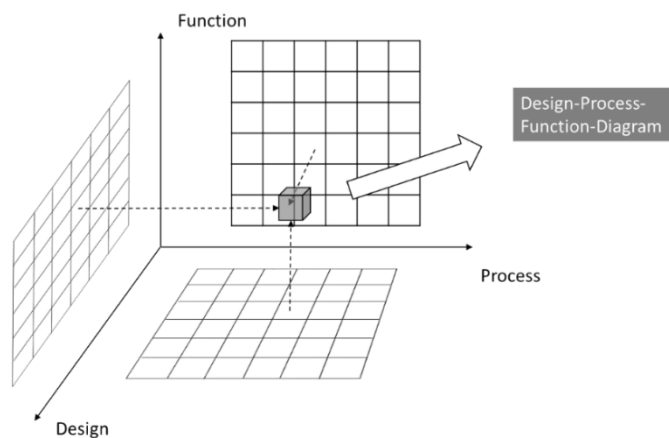 Function
Design-Process-
Function-Diagram
Process
Design